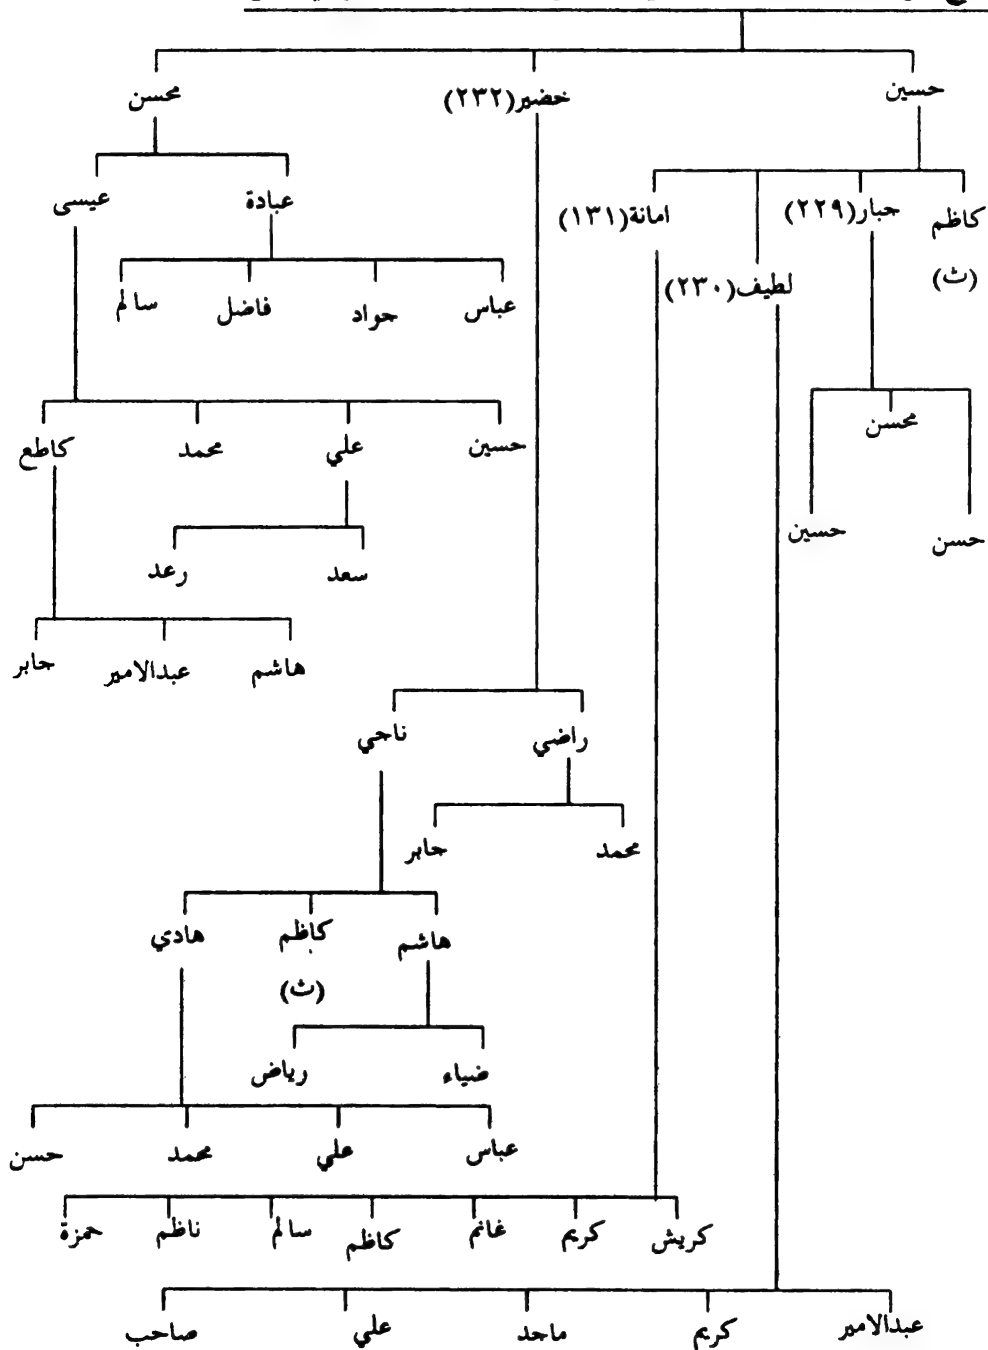 حسين
خضير(٢٣٢)
محسن
كاظم
(ث)
جبار(٢٢٩)
لطيف(٢٣٠)
امانة(١٣١)
عبادة
عيسى
عباس
جواد
فاضل
سالم
محسن
حسن
حسين
حسين
علي
محمد
كاطع
سعد
رعد
هاشم
عبدالامير
جابر
راضي
ناجي
محمد
جابر
هاشم
كاظم
(ث)
هادي
ضياء
رياض
عباس
علي
محمد
حسن
كريش
كريم
غانم
كاظم
سالم
ناظم
حمزة
عبدالامير
كريم
ماجد
علي
صاحب